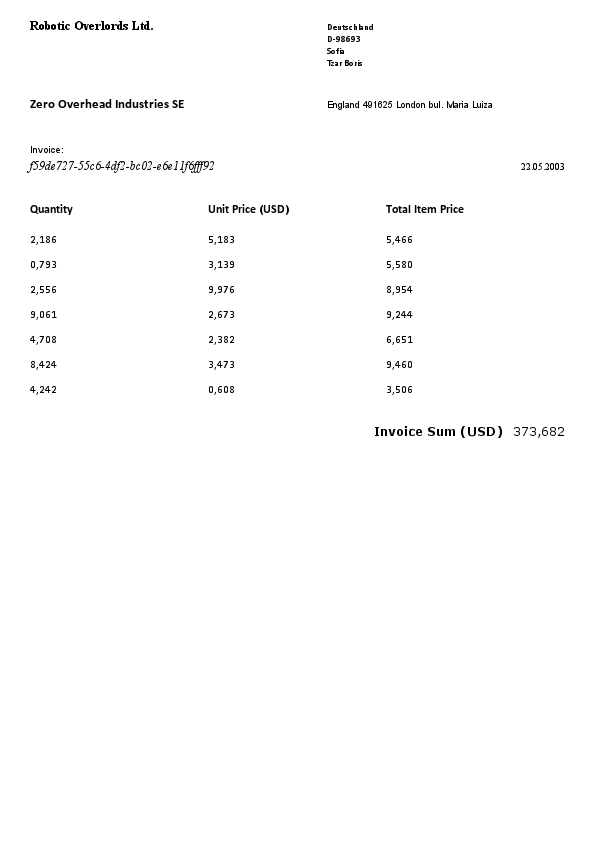 Robotic Overlords Ltd.
Deutschland
D-98693
Sofia
Tzar Boris
Zero Overhead Industries SE
England 491625 London bul. Maria Luiza
Invoice:
f59de727-55c6-4df2-bc02-e6e11f6fff92
22.05.2003
Quantity Unit Price (USD) Total Item Price
2,186 5,183 5,466
0,793 3,139 5,580
2,556 9,976 8,954
9,061 2,673 9,244
4,708 2,382 6,651
8,424 3,473 9,460
4,242 0,608 3,506
Invoice Sum (USD) 373,682